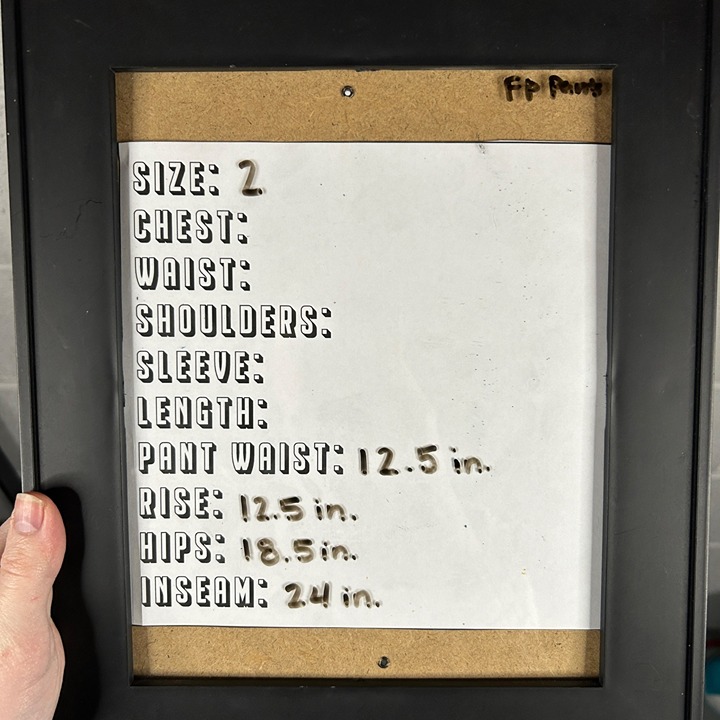 FP Pants
SIZE: 2
CHEST:
WAIST:
SHOULDERS:
SLEEVE:
LENGTH:
PANT WAIST: 12.5 in.
RISE: 12.5 in.
HIPS: 18.5 in.
INSEAM: 24 in.